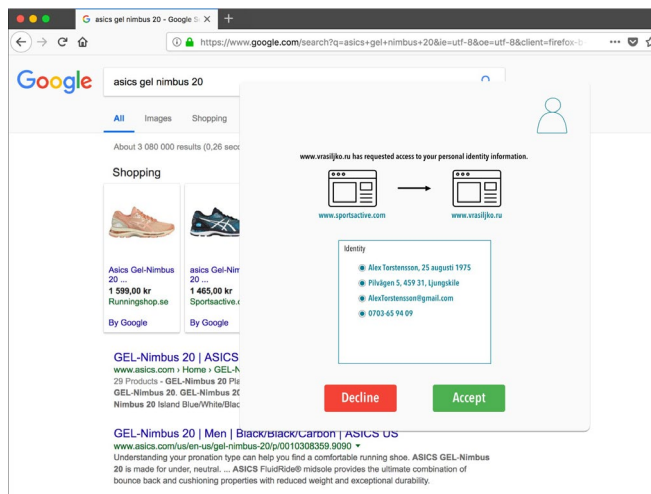 asics gel nimbus 20 - Google S
https://www.google.com/search?q=asics+gel+nimbus+20&ie=utf-8&oe=utf-8&client=firefox-b
Google
asics gel nimbus 20
All Images Shopping
About 3 080 000 results (0,26 seco
Shopping
Asics Gel-Nimbus
20 ...
1 599,00 kr
Runningshop.se
By Google
asics Gel-Nim
20 ...
1 465,00 kr
Sportsactive.c
By Google
GEL-Nimbus 20 | ASICS
www.asics.com › Home › GEL-N
29 Products - GEL-Nimbus 20 Pla
GEL-Nimbus 20. GEL-Nimbus 20
Nimbus 20 Island Blue/White/Blac
GEL-Nimbus 20 | Men | Black/Black/Carbon | ASICS US
www.asics.com/us/en-us/gel-nimbus-20/p/0010308359.9090
Understanding your pronation type can help you find a comfortable running shoe. ASICS GEL-Nimbus
20 is made for under, neutral. ... ASICS FluidRide® midsole provides the ultimate combination of
bounce back and cushioning properties with reduced weight and exceptional durability.
www.vrasiljko.ru has requested access to your personal identity information.
www.sportsactive.com
www.vrasiljko.ru
Identity
Alex Torstensson, 25 augusti 1975
Pilvägen 5, 459 31, Ljungskile
AlexTorstensson@gmail.com
0703-65 94 09
Decline
Accept